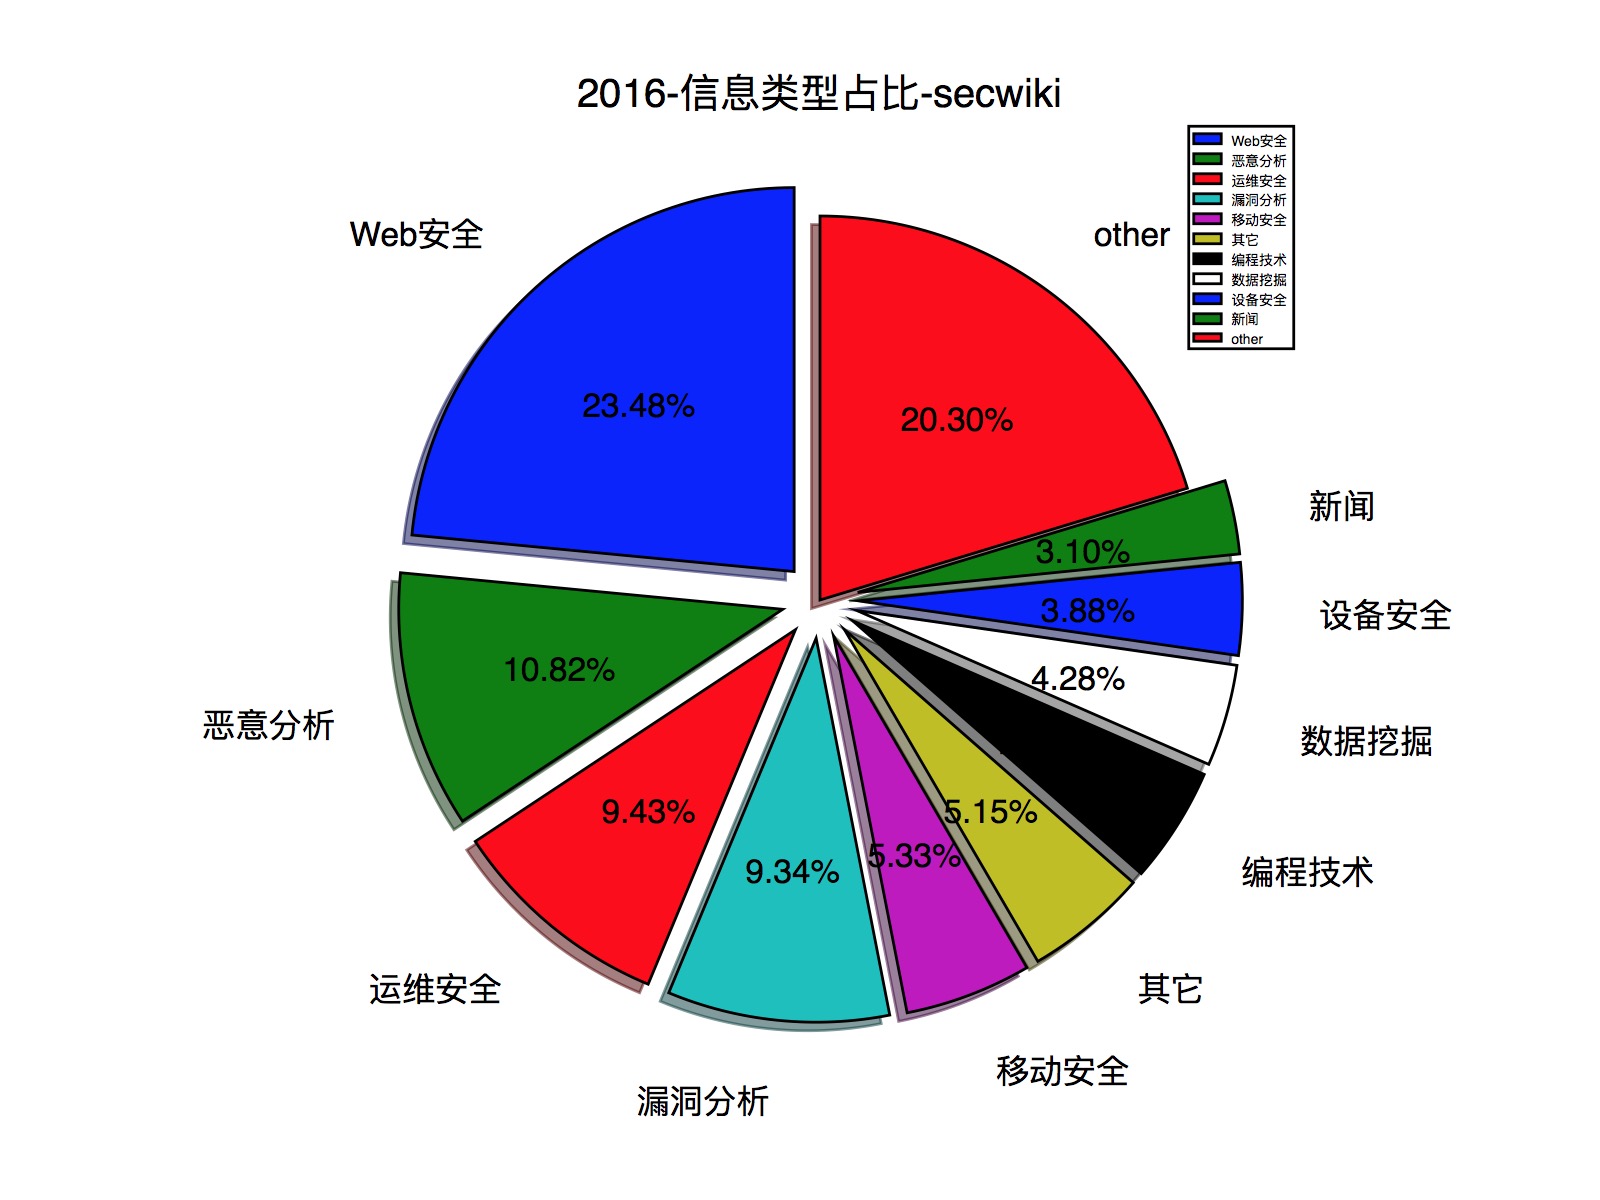 2016-信息类型占比-secwiki
Web安全
恶意分析
运维安全
漏洞分析
移动安全
其它
编程技术
数据挖掘
设备安全
新闻
other
Web安全
other
23.48%
20.30%
新闻
3.10%
设备安全
3.88%
10.82%
4.28%
恶意分析
数据挖掘
9.43%
5.15%
5.33%
9.34%
编程技术
运维安全
其它
移动安全
漏洞分析